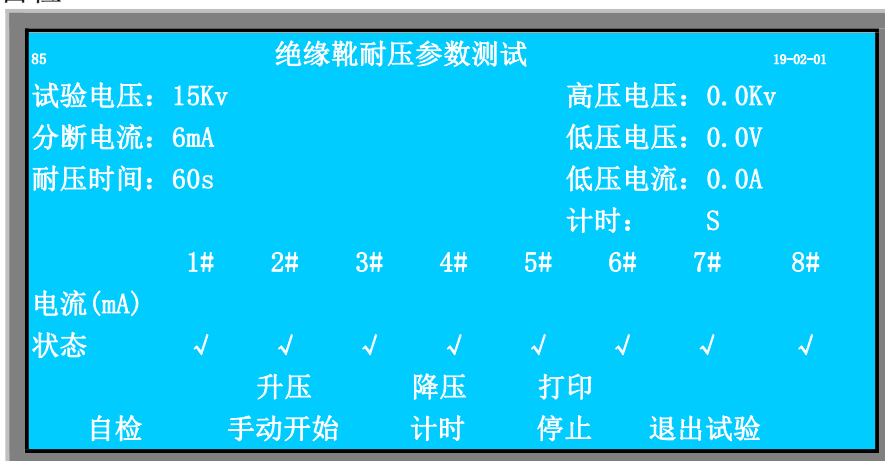 85 绝缘靴耐压参数测试 19-02-01
试验电压：15Kv 高压电压：0.0Kv
分断电流：6mA 低压电压：0.0V
耐压时间：60s 低压电流：0.0A
计时： S
1# 2# 3# 4# 5# 6# 7# 8#
电流(mA)
状态 √ √ √ √ √ √ √ √
升压 降压 打印
自检 手动开始 计时 停止 退出试验